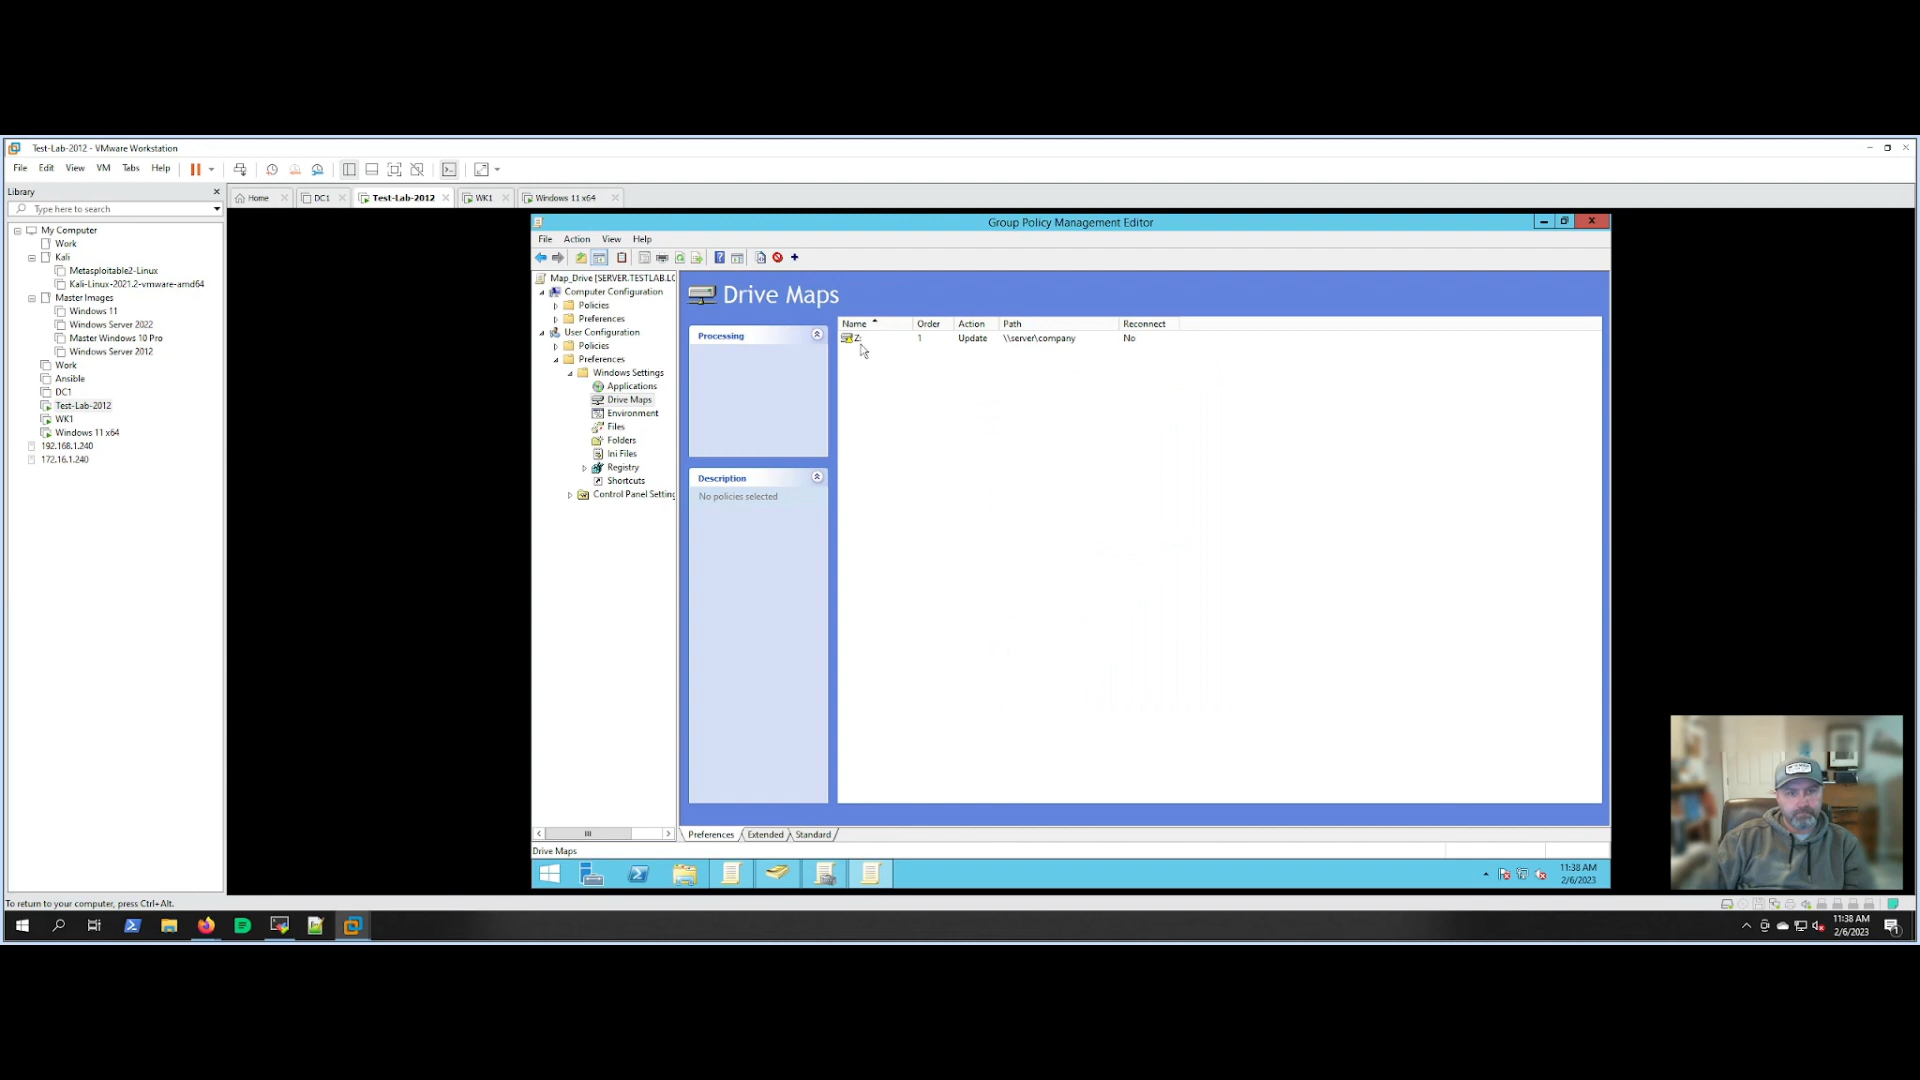 Test-Lab-2012 - VMware Workstation
File Edit View VM Tabs Help
Library
Type here to search
Home
DC1
Test-Lab-2012
WK1
Windows 11 x64
My Computer
Work
Kali
Metasploitable2-Linux
Kali-Linux-2021.2-vmware-amd64
Master Images
Windows 11
Windows Server 2022
Master Windows 10 Pro
Windows Server 2012
Work
Ansible
DC1
Test-Lab-2012
WK1
Windows 11 x64
192.168.1.240
172.16.1.240
Group Policy Management Editor
File Action View Help
Map_Drive [SERVER.TESTLAB.LC
Computer Configuration
Policies
Preferences
User Configuration
Policies
Preferences
Windows Settings
Applications
Drive Maps
Environment
Files
Folders
Ini Files
Registry
Shortcuts
Control Panel Setting
Drive Maps
Processing
Description
No policies selected
Name Order Action Path Reconnect
Z: 1 Update \\server\company No
Preferences Extended Standard
Drive Maps
11:38 AM
2/6/2023
To return to your computer, press Ctrl+Alt.
11:38 AM
2/6/2023